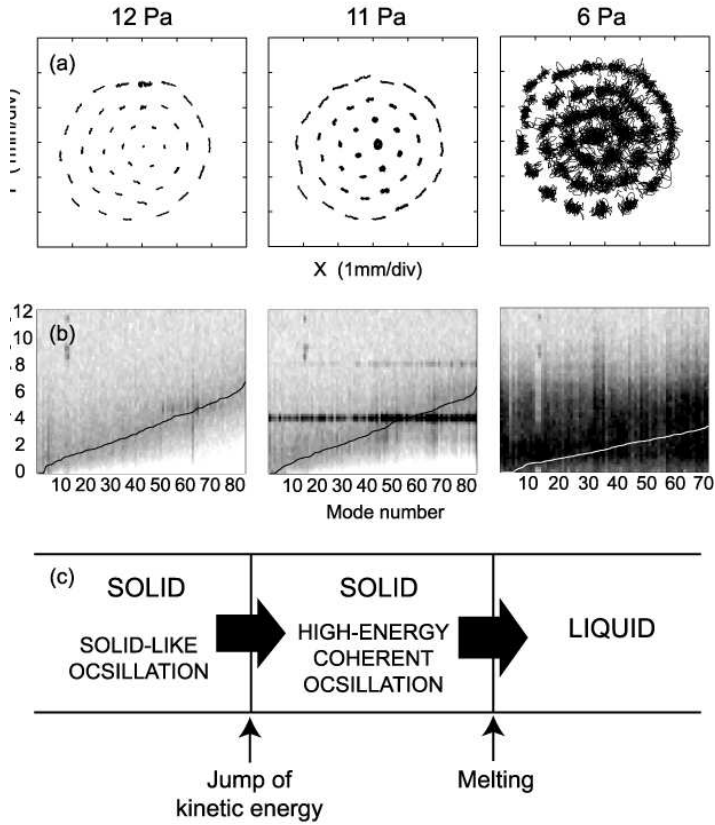 12 Pa 11 Pa 6 Pa
(a)
(1mm/div)
X (1mm/div)
12
10
8
6
4
2
0
(b)
10 20 30 40 50 60 70 80 10 20 30 40 50 60 70 80 10 20 30 40 50 60 70
Mode number
(c)
SOLID SOLID
SOLID-LIKE
OCSILLATION
HIGH-ENERGY
COHERENT
OCSILLATION
LIQUID
Jump of
kinetic energy
Melting